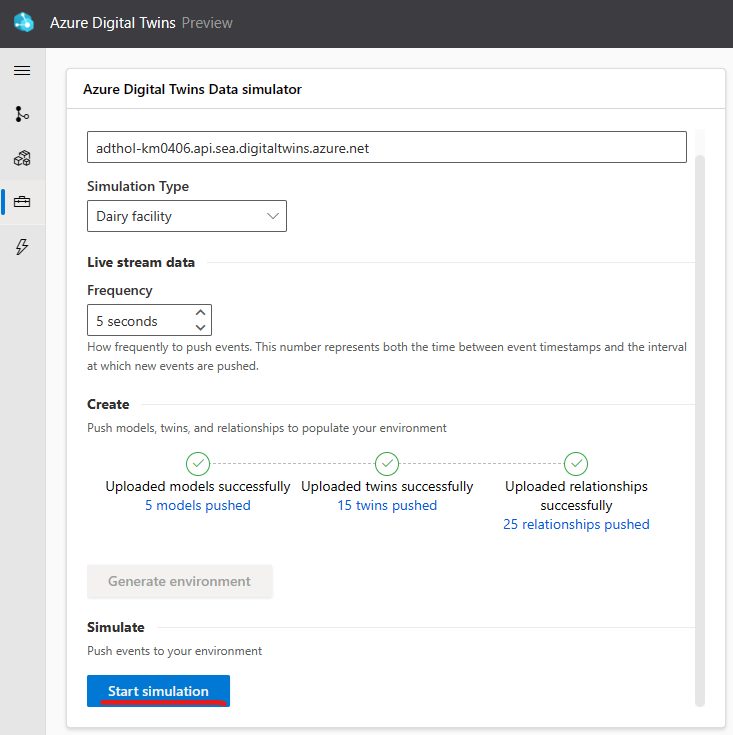 Azure Digital Twins Preview
Azure Digital Twins Data simulator
adthol-km0406.api.sea.digitaltwins.azure.net
Simulation Type
Dairy facility
Live stream data
Frequency
5 seconds
How frequently to push events. This number represents both the time between event timestamps and the interval
at which new events are pushed.
Create
Push models, twins, and relationships to populate your environment
Uploaded models successfully
5 models pushed
Uploaded twins successfully
15 twins pushed
Uploaded relationships
successfully
25 relationships pushed
Generate environment
Simulate
Push events to your environment
Start simulation